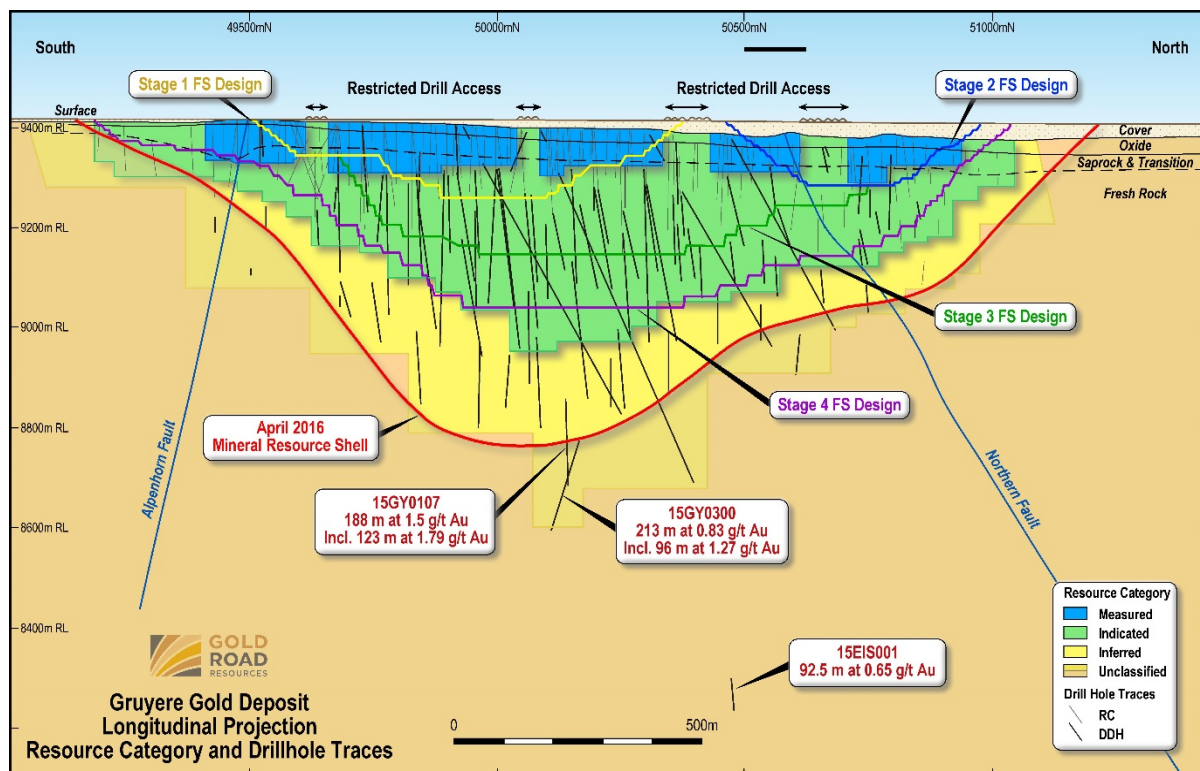 49500mN
50000mN
50500mN
51000mN
South
North
Stage 1 FS Design
Restricted Drill Access
Restricted Drill Access
Stage 2 FS Design
Surface
9400m RL
Cover
Oxide
Saprock & Transition
Fresh Rock
9200m RL
9000m RL
Stage 3 FS Design
Stage 4 FS Design
8800m RL
April 2016
Mineral Resource Shell
Alpenhorn Fault
Northern Fault
15GY0107
188 m at 1.5 g/t Au
Incl. 123 m at 1.79 g/t Au
15GY0300
213 m at 0.83 g/t Au
Incl. 96 m at 1.27 g/t Au
8600m RL
8400m RL
Resource Category
Measured
Indicated
Inferred
Unclassified
Drill Hole Traces
RC
DDH
GOLD
ROAD
RESOURCES
15EIS001
92.5 m at 0.65 g/t Au
Gruyere Gold Deposit
Longitudinal Projection
Resource Category and Drillhole Traces
0
500m